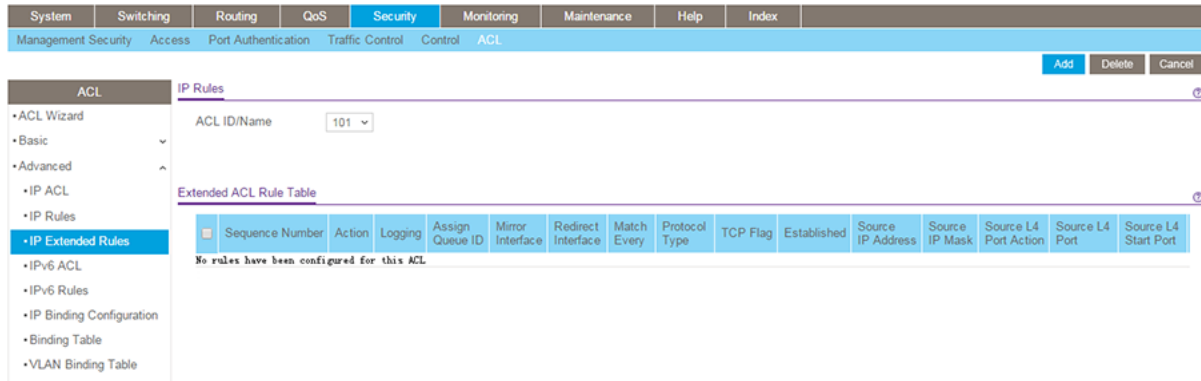 System Switching Routing QoS Security Monitoring Maintenance Help Index
Management Security Access Port Authentication Traffic Control Control ACL
Add Delete Cancel
ACL
• ACL Wizard
• Basic
• Advanced
• IP ACL
• IP Rules
• IP Extended Rules
• IPv6 ACL
• IPv6 Rules
• IP Binding Configuration
• Binding Table
• VLAN Binding Table
IP Rules
ACL ID/Name 101
Extended ACL Rule Table
Sequence Number Action Logging Assign Queue ID Mirror Interface Redirect Interface Match Every Protocol Type TCP Flag Established Source IP Address Source IP Mask Source L4 Port Action Source L4 Port Source L4 Start Port
No rules have been configured for this ACL